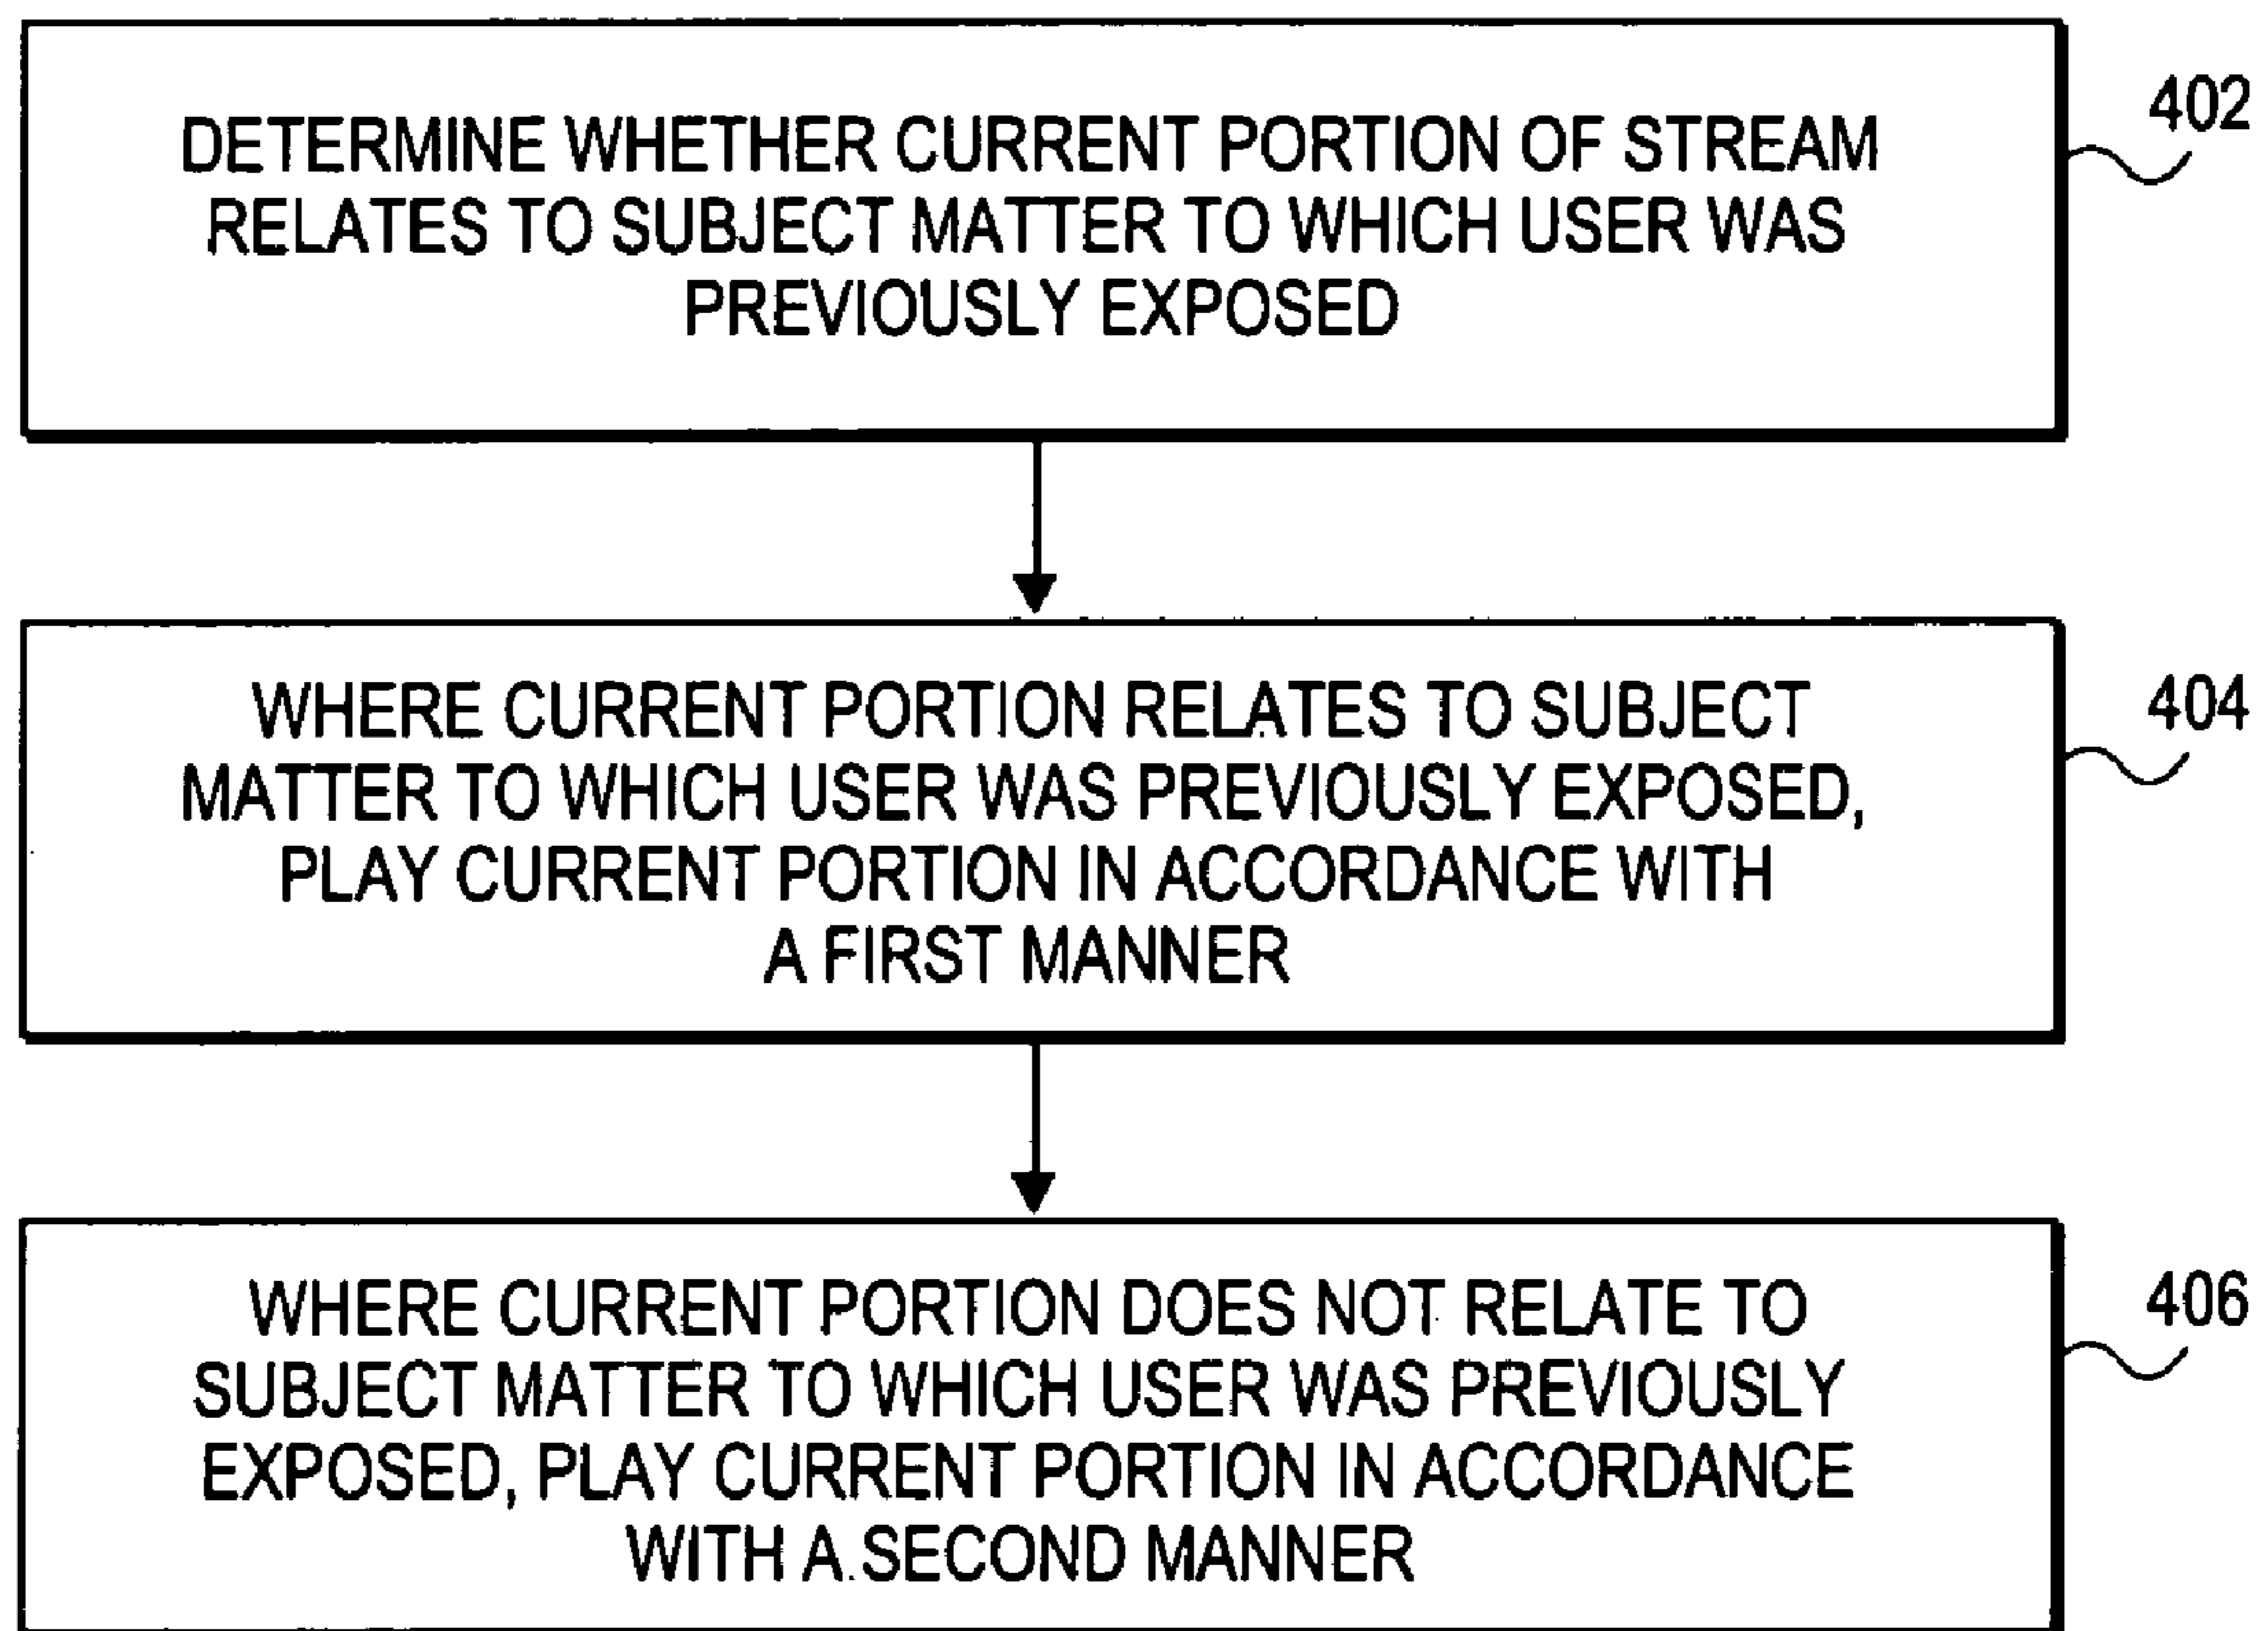 402
DETERMINE WHETHER CURRENT PORTION OF STREAM
RELATES TO SUBJECT MATTER TO WHICH USER WAS
PREVIOUSLY EXPOSED
404
WHERE CURRENT PORTION RELATES TO SUBJECT
MATTER TO WHICH USER WAS PREVIOUSLY EXPOSED,
PLAY CURRENT PORTION IN ACCORDANCE WITH
A FIRST MANNER
406
WHERE CURRENT PORTION DOES NOT RELATE TO
SUBJECT MATTER TO WHICH USER WAS PREVIOUSLY
EXPOSED, PLAY CURRENT PORTION IN ACCORDANCE
WITH A SECOND MANNER